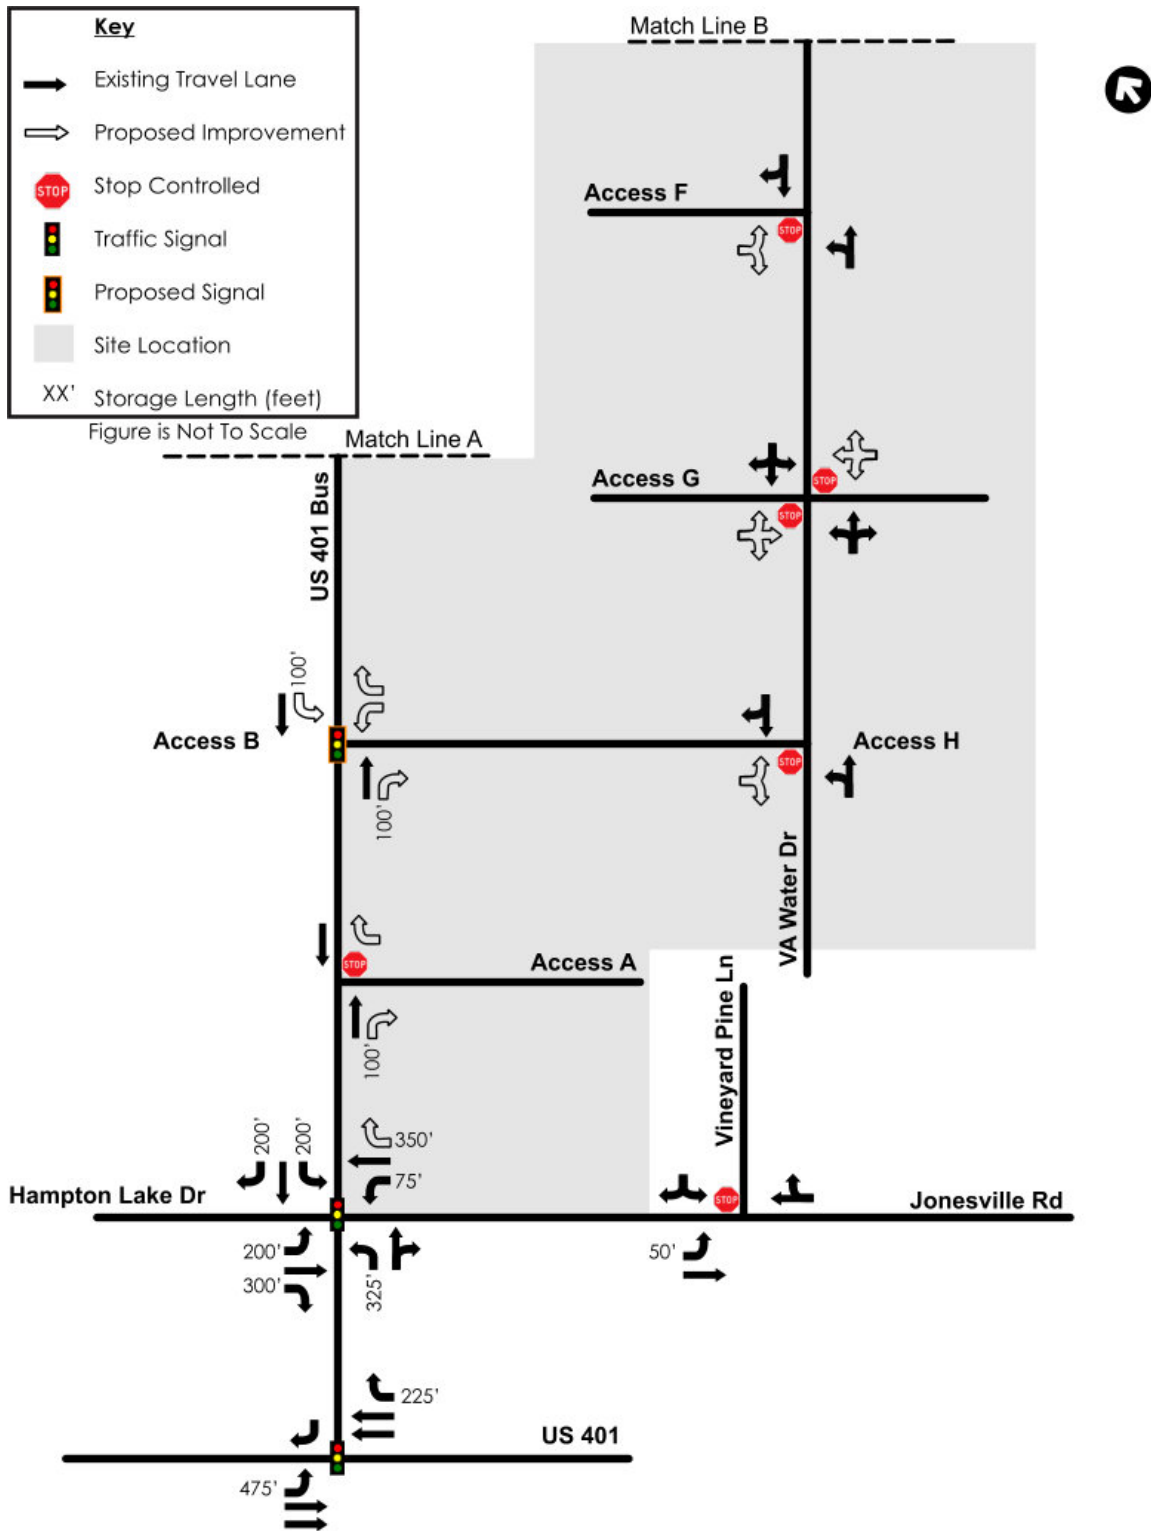 Key
Existing Travel Lane
Proposed Improvement
STOP Stop Controlled
Traffic Signal
Proposed Signal
Site Location
XX' Storage Length (feet)
Figure is Not To Scale
Match Line B
Access F
STOP
Match Line A
US 401 Bus
Access G
STOP
STOP
100'
Access B
Access H
STOP
100'
VA Water Dr
STOP
Access A
100'
Vineyard Pine Ln
200'
200'
350'
75'
Hampton Lake Dr
STOP
Jonesville Rd
200'
300'
325'
50'
225'
US 401
475'